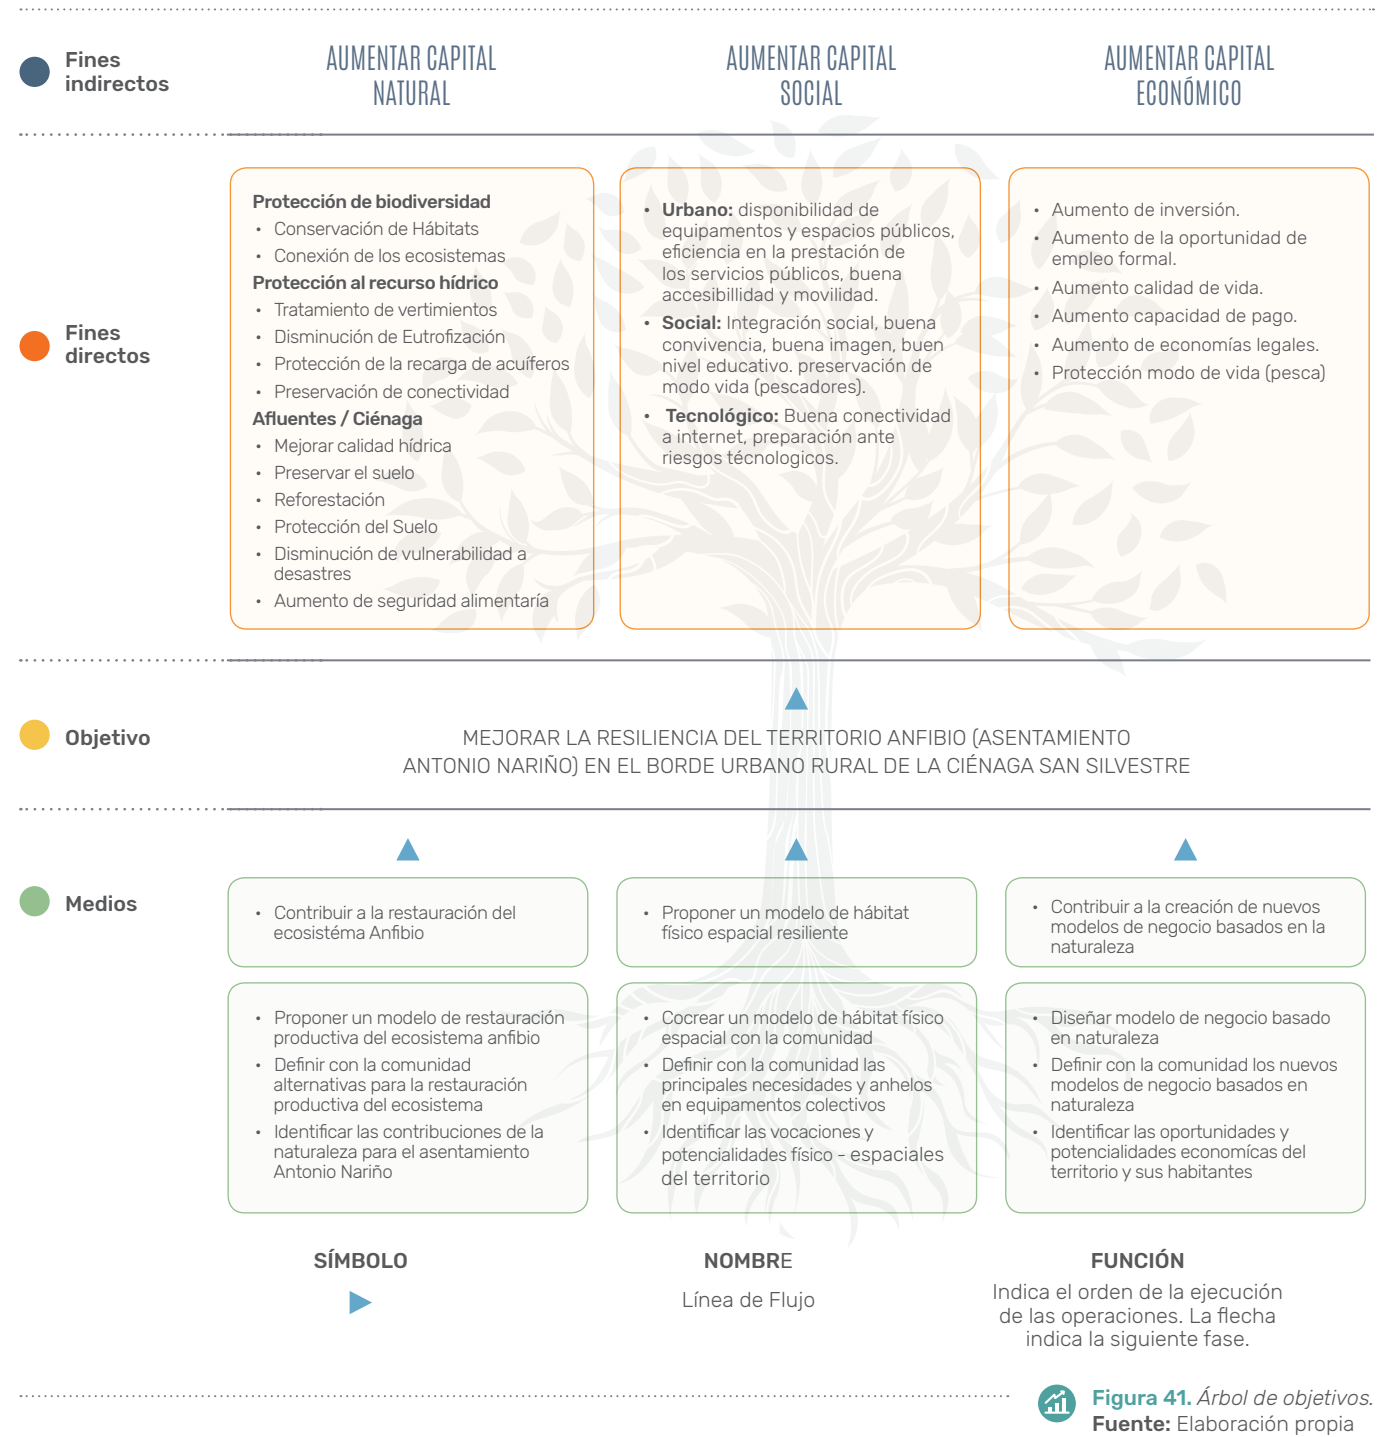 Fines
indirectos
AUMENTAR CAPITAL
NATURAL
AUMENTAR CAPITAL
SOCIAL
AUMENTAR CAPITAL
ECONÓMICO
Fines
directos
Protección de biodiversidad
• Conservación de Hábitats
• Conexión de los ecosistemas
Protección al recurso hídrico
• Tratamiento de vertimientos
• Disminución de Eutrofización
• Protección de la recarga de acuíferos
• Preservación de conectividad
Afluentes / Ciénaga
• Mejorar calidad hídrica
• Preservar el suelo
• Reforestación
• Protección del Suelo
• Disminución de vulnerabilidad a
desastres
• Aumento de seguridad alimentaría
• Urbano: disponibilidad de
equipamentos y espacios públicos,
eficiencia en la prestación de
los servicios públicos, buena
accesibillidad y movilidad.
• Social: Integración social, buena
convivencia, buena imagen, buen
nivel educativo. preservación de
modo vida (pescadores).
• Tecnológico: Buena conectividad
a internet, preparación ante
riesgos técnologicos.
• Aumento de inversión.
• Aumento de la oportunidad de
empleo formal.
• Aumento calidad de vida.
• Aumento capacidad de pago.
• Aumento de economías legales.
• Protección modo de vida (pesca)
Objetivo
MEJORAR LA RESILIENCIA DEL TERRITORIO ANFIBIO (ASENTAMIENTO
ANTONIO NARIÑO) EN EL BORDE URBANO RURAL DE LA CIÉNAGA SAN SILVESTRE
Medios
• Contribuir a la restauración del
ecosistéma Anfibio
• Proponer un modelo de hábitat
físico espacial resiliente
• Contribuir a la creación de nuevos
modelos de negocio basados en la
naturaleza
• Proponer un modelo de restauración
productiva del ecosistema anfibio
• Definir con la comunidad
alternativas para la restauración
productiva del ecosistema
• Identificar las contribuciones de la
naturaleza para el asentamiento
Antonio Nariño
• Cocrear un modelo de hábitat físico
espacial con la comunidad
• Definir con la comunidad las
principales necesidades y anhelos
en equipamentos colectivos
• Identificar las vocaciones y
potencialidades físico - espaciales
del territorio
• Diseñar modelo de negocio basado
en naturaleza
• Definir con la comunidad los nuevos
modelos de negocio basados en
naturaleza
• Identificar las oportunidades y
potencialidades economícas del
territorio y sus habitantes
SÍMBOLO
NOMBRE
Línea de Flujo
FUNCIÓN
Indica el orden de la ejecución
de las operaciones. La flecha
indica la siguiente fase.
Figura 41. Árbol de objetivos.
Fuente: Elaboración propia